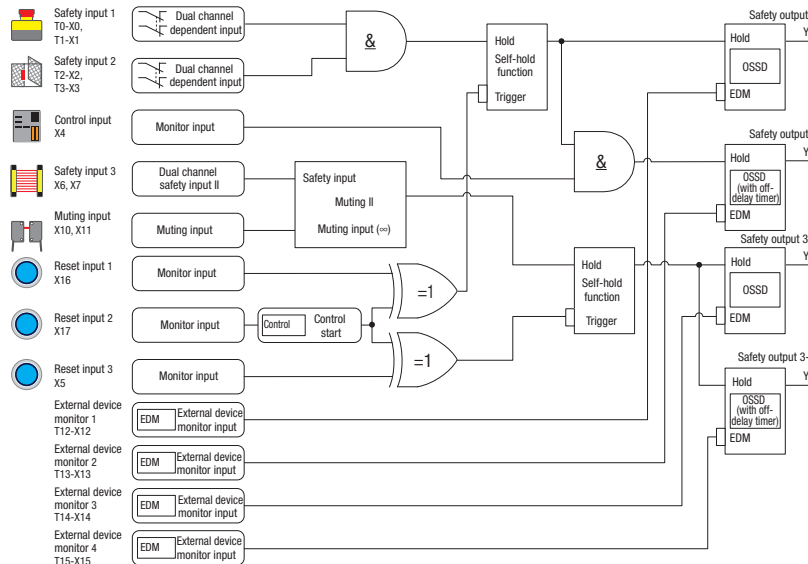 Safety input 1
T0-X0,
T1-X1
Dual channel
dependent input
Safety input 2
T2-X2,
T3-X3
Dual channel
dependent input
Control input
X4
Monitor input
Safety input 3
X6, X7
Dual channel
safety input II
Muting input
X10, X11
Muting input
Reset input 1
X16
Monitor input
Reset input 2
X17
Monitor input
Control
Control
start
Reset input 3
X5
Monitor input
External device
monitor 1
T12-X12
EDM
External device
monitor input
External device
monitor 2
T13-X13
EDM
External device
monitor input
External device
monitor 3
T14-X14
EDM
External device
monitor input
External device
monitor 4
T15-X15
EDM
External device
monitor input
&
Safety input
Muting II
Muting input (∞)
=1
=1
Hold
Self-hold
function
Trigger
&
Hold
Self-hold
function
Trigger
Safety output
Y
Hold
OSSD
EDM
Safety output
Y
Hold
OSSD
(with off-
delay timer)
EDM
Safety output 3
Y
Hold
OSSD
EDM
Safety output 3-
Y
Hold
OSSD
(with off-
delay timer)
EDM